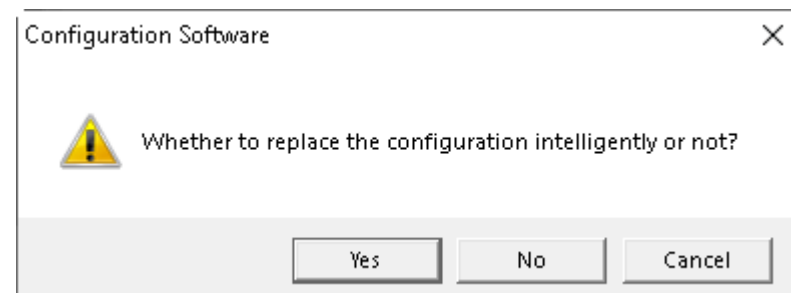 Configuration Software
Whether to replace the configuration intelligently or not?
Yes No Cancel